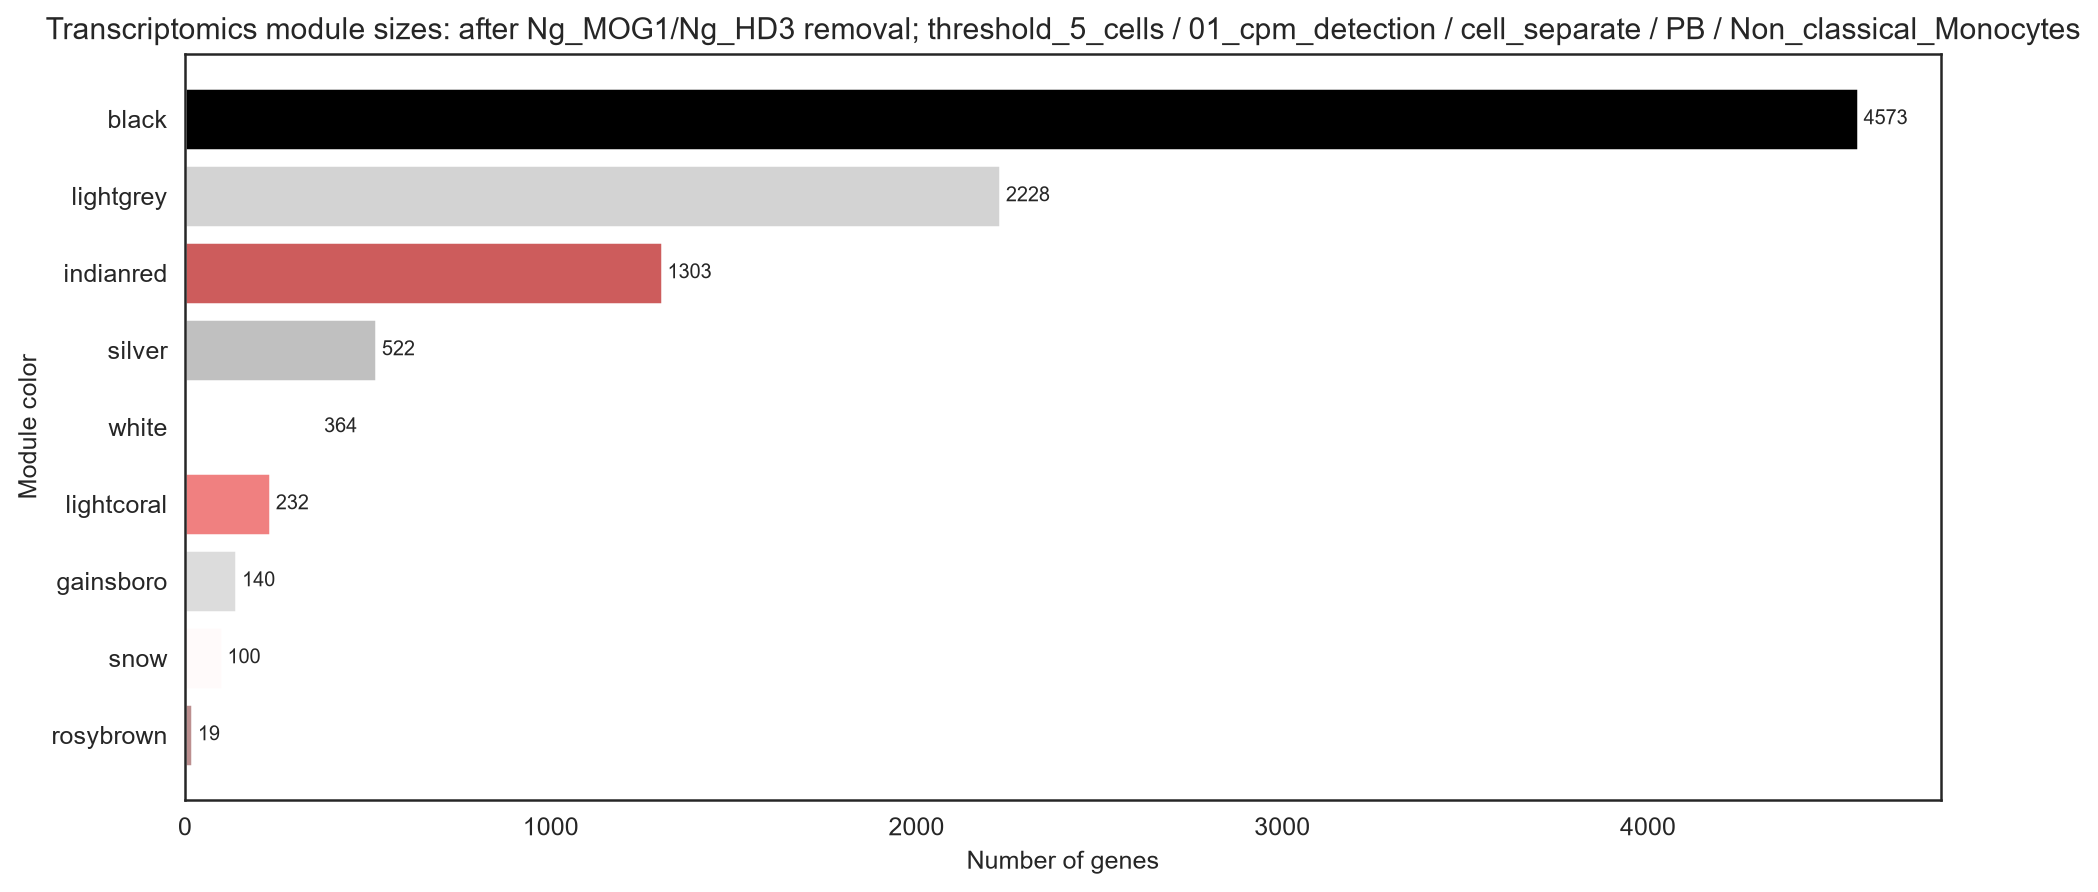 Transcriptomics module sizes: after Ng_MOG1/Ng_HD3 removal; threshold_5_cells / 01_cpm_detection / cell_separate / PB / Non_classical_Monocytes
Module color
black 4573
lightgrey 2228
indianred 1303
silver 522
white 364
lightcoral 232
gainsboro 140
snow 100
rosybrown 19
0 1000 2000 3000 4000
Number of genes